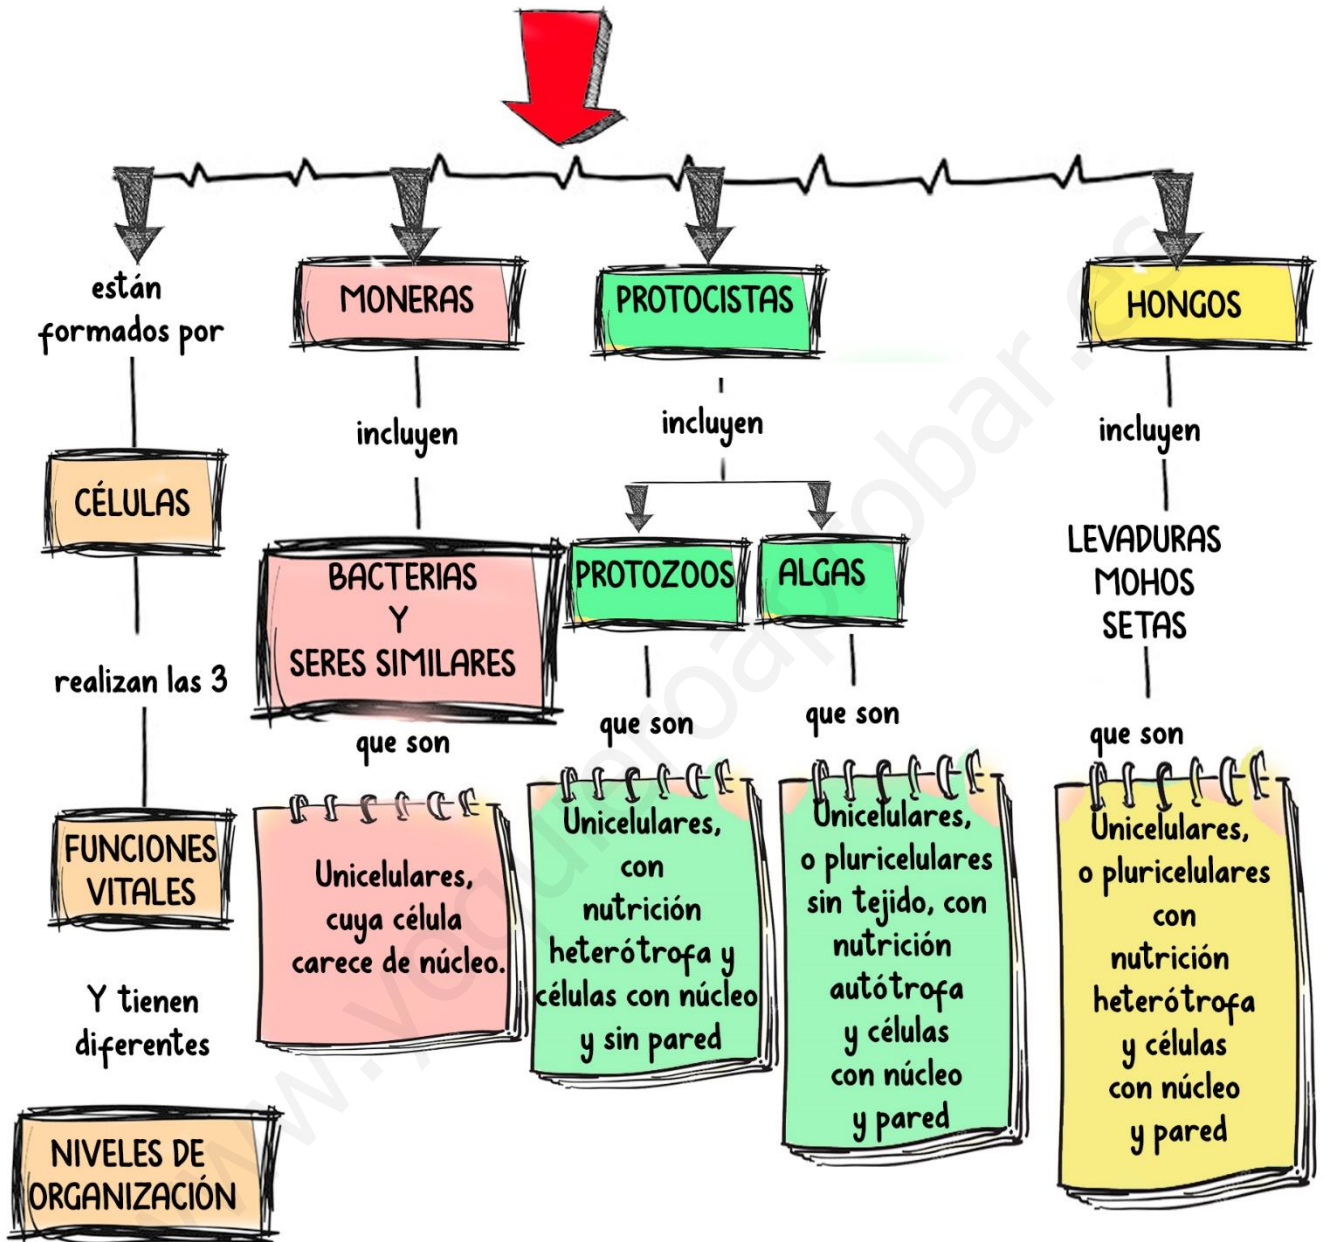 están
formados por
CÉLULAS
realizan las 3
FUNCIONES
VITALES
Y tienen
diferentes
NIVELES DE
ORGANIZACIÓN
MONERAS
incluyen
BACTERIAS
Y
SERES SIMILARES
que son
Unicelulares,
cuya célula
carece de núcleo.
PROTOCISTAS
incluyen
PROTOZOOS
que son
Unicelulares,
con
nutrición
heterótrofa y
células con núcleo
y sin pared
ALGAS
que son
Unicelulares,
o pluricelulares
sin tejido, con
nutrición
autótrofa
y células
con núcleo
y pared
HONGOS
incluyen
LEVADURAS
MOHOS
SETAS
que son
Unicelulares,
o pluricelulares
con
nutrición
heterótrofa
y células
con núcleo
y pared
www.yoquieroaprobar.es